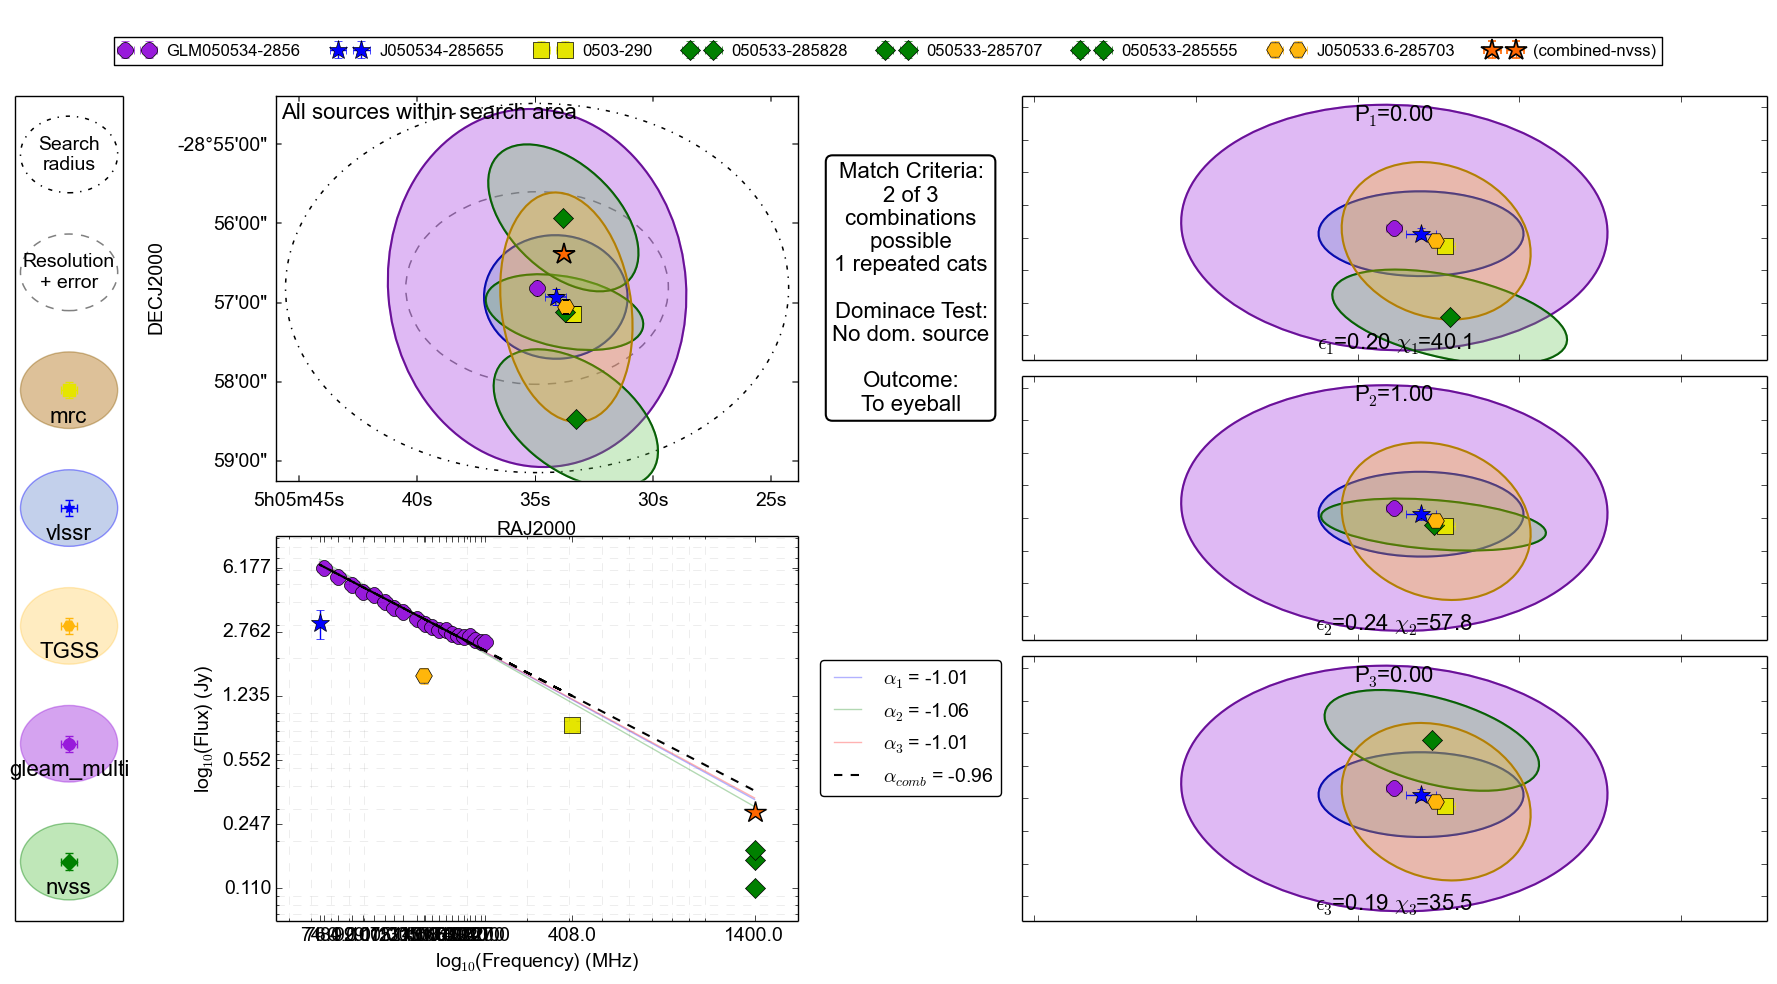 GLM050534-2856 J050534-285655 0503-290 050533-285828 050533-285707 050533-285555 J050533.6-285703 (combined-nvss)
Search
radius
Resolution
+ error
mrc
vlssr
TGSS
gleam_multi
nvss
All sources within search area
DECJ2000
-28°55'00"
56'00"
57'00"
58'00"
59'00"
5h05m45s 40s 35s 30s 25s
RAJ2000
log₁₀(Flux) (Jy)
6.177
2.762
1.235
0.552
0.247
0.110
408.0 1400.0
log₁₀(Frequency) (MHz)
Match Criteria:
2 of 3
combinations
possible
1 repeated cats
Dominace Test:
No dom. source
Outcome:
To eyeball
α₁ = -1.01
α₂ = -1.06
α₃ = -1.01
α_comb = -0.96
P₁=0.00
ϵ₁=0.20 χ₁=40.1
P₂=1.00
ϵ₂=0.24 χ₂=57.8
P₃=0.00
ϵ₃=0.19 χ₃=35.5